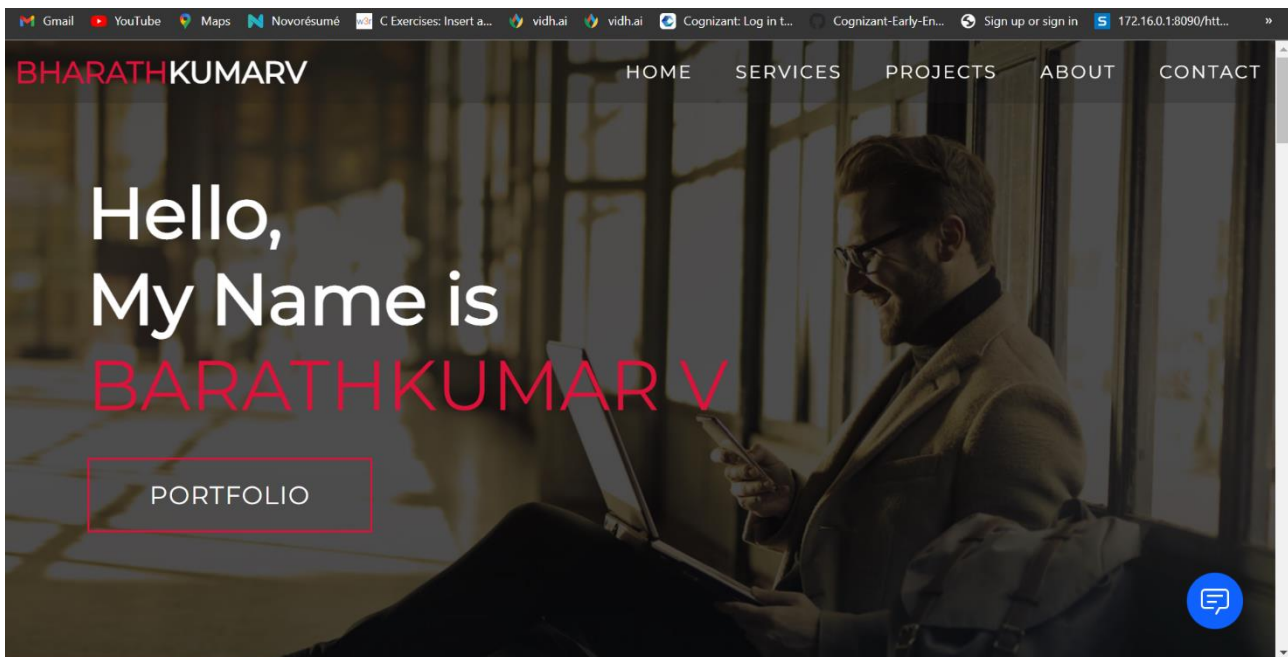 Gmail YouTube Maps Novorésumé w3r C Exercises: Insert a... vidh.ai vidh.ai Cognizant: Log in t... Cognizant-Early-En... Sign up or sign in S 172.16.0.1:8090/htt... »
BHARATHKUMARV HOME SERVICES PROJECTS ABOUT CONTACT
Hello,
My Name is
BARATHKUMAR V
PORTFOLIO